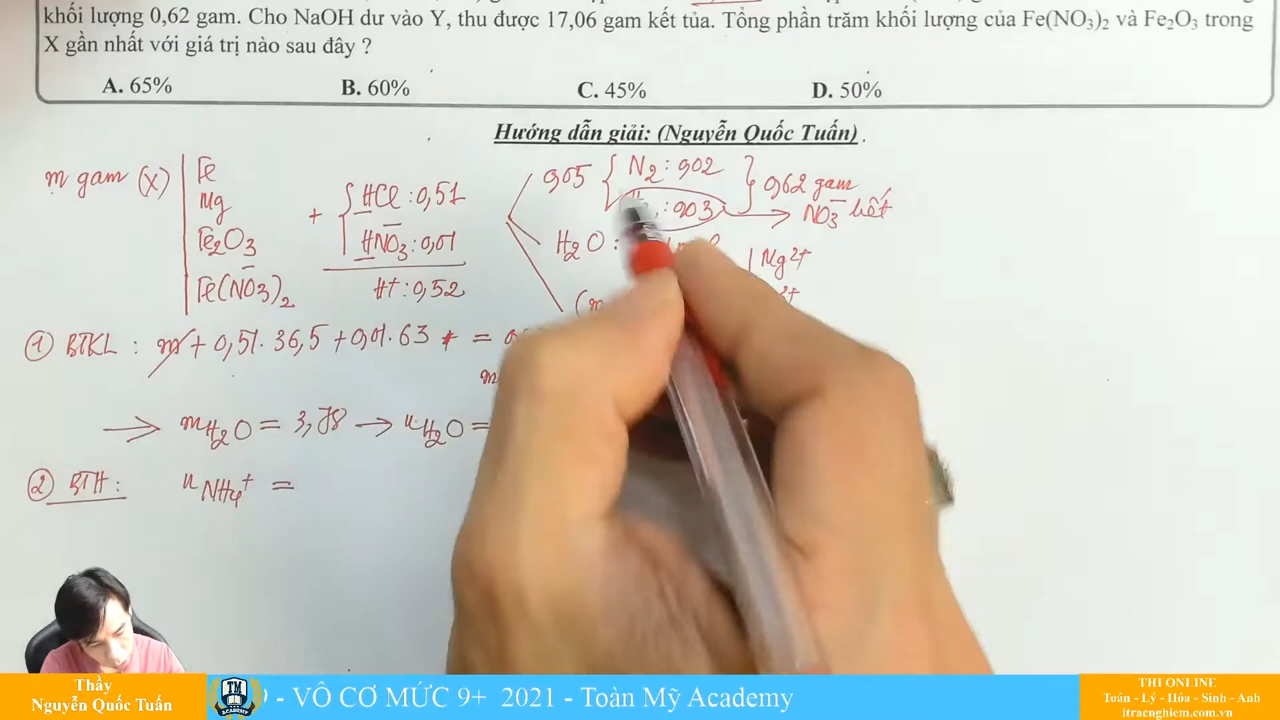 khối lượng 0,62 gam. Cho NaOH dư vào Y, thu được 17,06 gam kết tủa. Tổng phần trăm khối lượng của Fe(NO₃)₂ và Fe₂O₃ trong
X gần nhất với giá trị nào sau đây ?
A. 65% B. 60% C. 45% D. 50%
Hướng dẫn giải: (Nguyễn Quốc Tuấn).
m gam (X)
Fe
Mg
Fe2O3
Fe(NO3)2
+
HCl : 0,51
HNO3 : 0,01
H+ : 0,52
0,05
N2 : 0,02
: 0,03
0,62 gam
NO3- hết
H2O :
Mg2+
① BTKL : m + 0,51. 36,5 + 0,01. 63 =
→ mH2O = 3,78 → nH2O =
② BTH : nNH4+ =
Thầy
Nguyễn Quốc Tuấn
TM
ACADEMY
- VÔ CƠ MỨC 9+ 2021 - Toàn Mỹ Academy
THI ONLINE
Toán - Lý - Hóa - Sinh - Anh
itracnghiem.com.vn